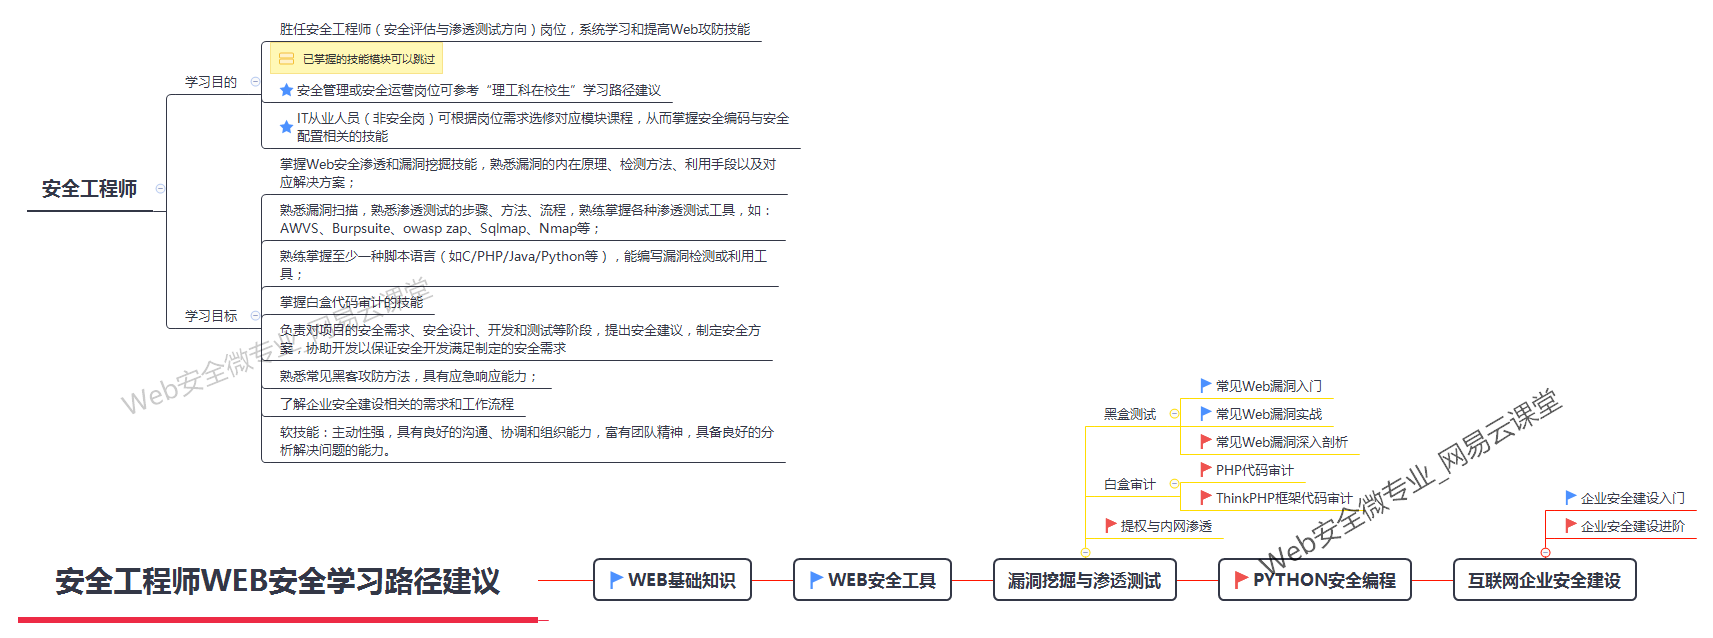 安全工程师
学习目的
胜任安全工程师（安全评估与渗透测试方向）岗位，系统学习和提高Web攻防技能
已掌握的技能模块可以跳过
安全管理或安全运营岗位可参考“理工科在校生”学习路径建议
IT从业人员（非安全岗）可根据岗位需求选修对应模块课程，从而掌握安全编码与安全
配置相关的技能
学习目标
掌握Web安全渗透和漏洞挖掘技能，熟悉漏洞的内在原理、检测方法、利用手段以及对
应解决方案；
熟悉漏洞扫描，熟悉渗透测试的步骤、方法、流程，熟练掌握各种渗透测试工具，如：
AWVS、Burpsuite、owasp zap、Sqlmap、Nmap等；
熟练掌握至少一种脚本语言（如C/PHP/Java/Python等），能编写漏洞检测或利用工
具；
掌握白盒代码审计的技能
负责对项目的安全需求、安全设计、开发和测试等阶段，提出安全建议，制定安全方
案，协助开发以保证安全开发满足制定的安全需求
熟悉常见黑客攻防方法，具有应急响应能力；
了解企业安全建设相关的需求和工作流程
软技能：主动性强，具有良好的沟通、协调和组织能力，富有团队精神，具备良好的分
析解决问题的能力。
Web安全微专业_网易云课堂
安全工程师WEB安全学习路径建议
WEB基础知识
WEB安全工具
漏洞挖掘与渗透测试
黑盒测试
常见Web漏洞入门
常见Web漏洞实战
常见Web漏洞深入剖析
白盒审计
PHP代码审计
ThinkPHP框架代码审计
提权与内网渗透
PYTHON安全编程
互联网企业安全建设
企业安全建设入门
企业安全建设进阶
Web安全微专业_网易云课堂